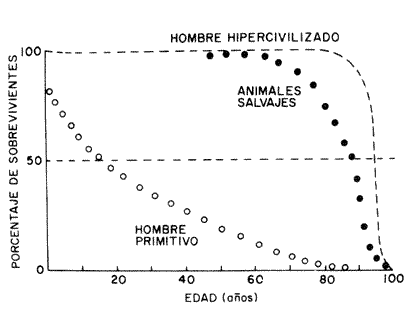 HOMBRE HIPERCIVILIZADO
100
ANIMALES
SALVAJES
PORCENTAJE DE SOBREVIVIENTES
50
HOMBRE
PRIMITIVO
0
20
40
60
80
100
EDAD (años)